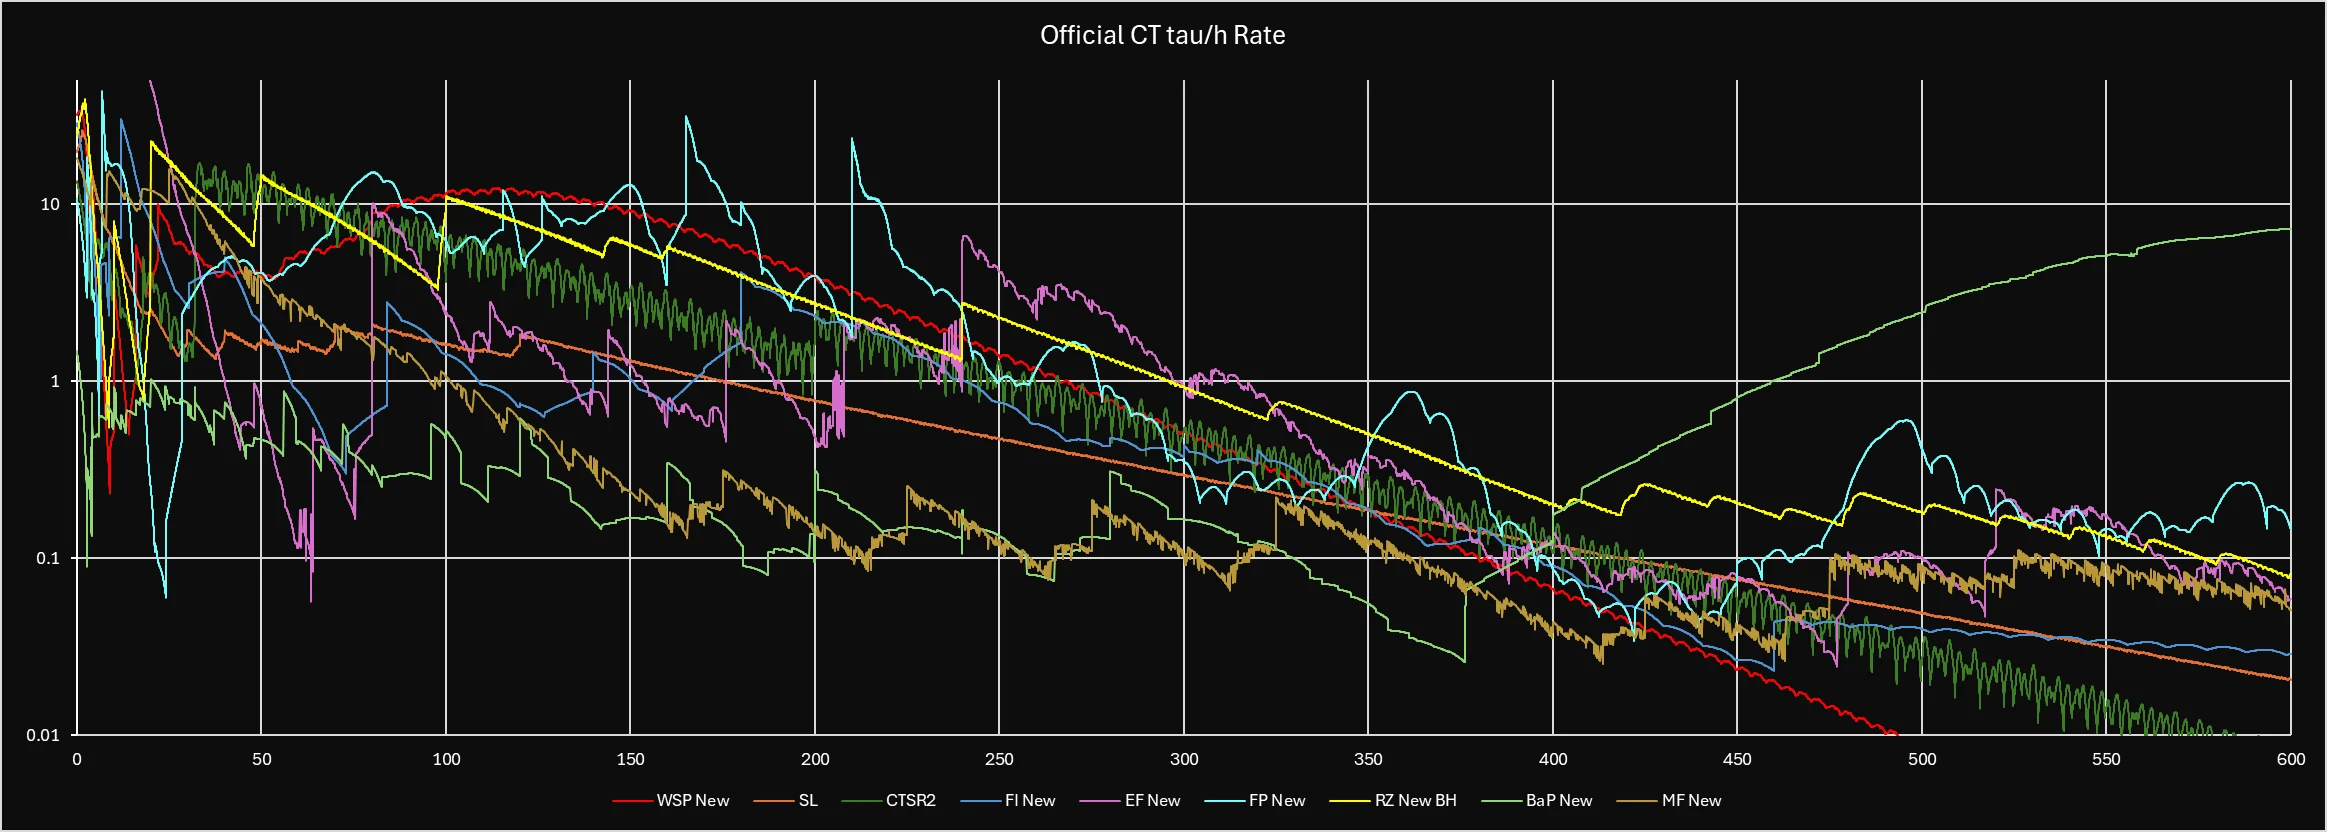 Official CT tau/h Rate
10
1
0.1
0.01
0 50 100 150 200 250 300 350 400 450 500 550 600
WSP New SL CTSR2 FI New EF New FP New RZ New BH BaP New MF New